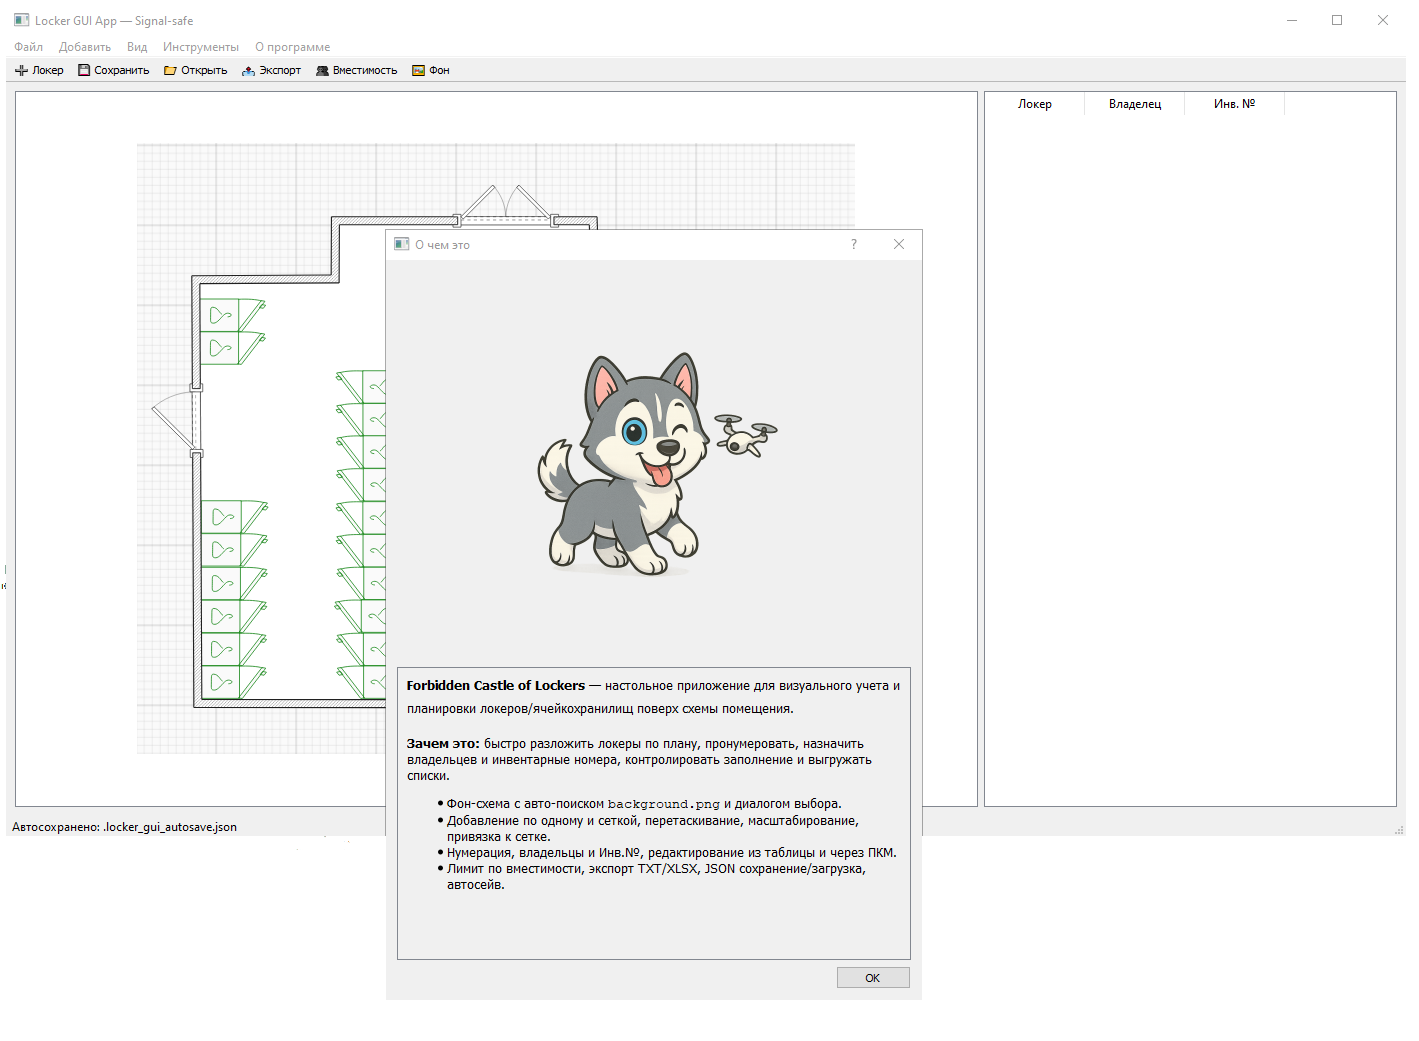 Locker GUI App — Signal-safe
Файл Добавить Вид Инструменты О программе
Локер Сохранить Открыть Экспорт Вместимость Фон
Локер Владелец Инв. №
О чем это ?
Forbidden Castle of Lockers — настольное приложение для визуального учета и
планировки локеров/ячейкохранилищ поверх схемы помещения.
Зачем это: быстро разложить локеры по плану, пронумеровать, назначить
владельцев и инвентарные номера, контролировать заполнение и выгружать
списки.
• Фон-схема с авто-поиском background.png и диалогом выбора.
• Добавление по одному и сеткой, перетаскивание, масштабирование,
привязка к сетке.
• Нумерация, владельцы и Инв.№, редактирование из таблицы и через ПКМ.
• Лимит по вместимости, экспорт TXT/XLSX, JSON сохранение/загрузка,
автосейв.
OK
Автосохранено: .locker_gui_autosave.json